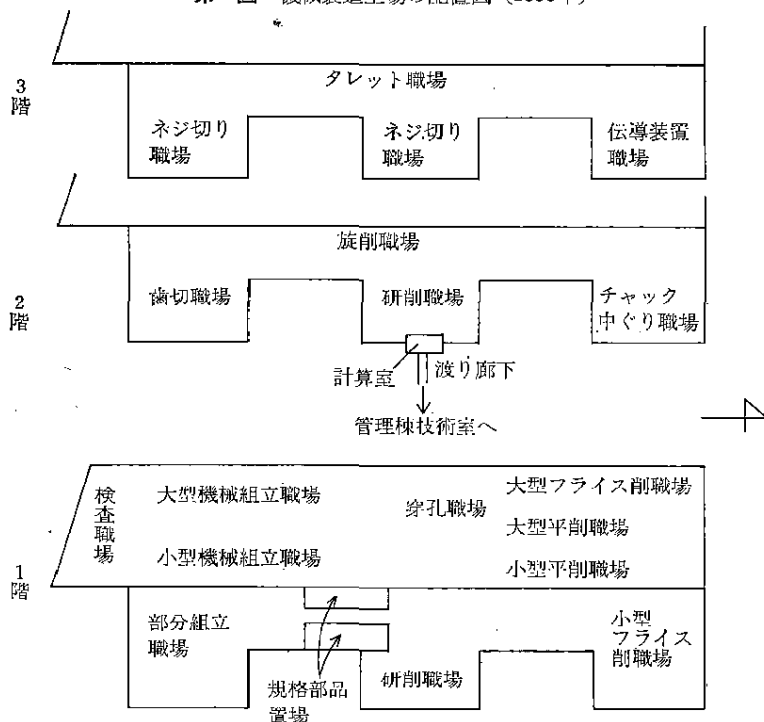 3階
タレット職場
ネジ切り
職場
ネジ切り
職場
伝導装置
職場
2階
旋削職場
歯切職場
研削職場
チャック
中ぐり職場
計算室
渡り廊下
管理棟技術室へ
1階
検査職場
大型機械組立職場
小型機械組立職場
穿孔職場
大型フライス削職場
大型平削職場
小型平削職場
部分組立
職場
規格部品
置場
研削職場
小型
フライス
削職場